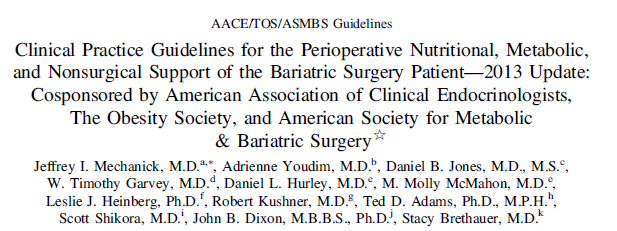 AACE/TOS/ASMBS Guidelines
Clinical Practice Guidelines for the Perioperative Nutritional, Metabolic,
and Nonsurgical Support of the Bariatric Surgery Patient—2013 Update:
Cosponsored by American Association of Clinical Endocrinologists,
The Obesity Society, and American Society for Metabolic
& Bariatric Surgery☆
Jeffrey I. Mechanick, M.D.a,*, Adrienne Youdim, M.D.b, Daniel B. Jones, M.D., M.S.c,
W. Timothy Garvey, M.D.d, Daniel L. Hurley, M.D.e, M. Molly McMahon, M.D.e,
Leslie J. Heinberg, Ph.D.f, Robert Kushner, M.D.g, Ted D. Adams, Ph.D., M.P.H.h,
Scott Shikora, M.D.i, John B. Dixon, M.B.B.S., Ph.D.j, Stacy Brethauer, M.D.k